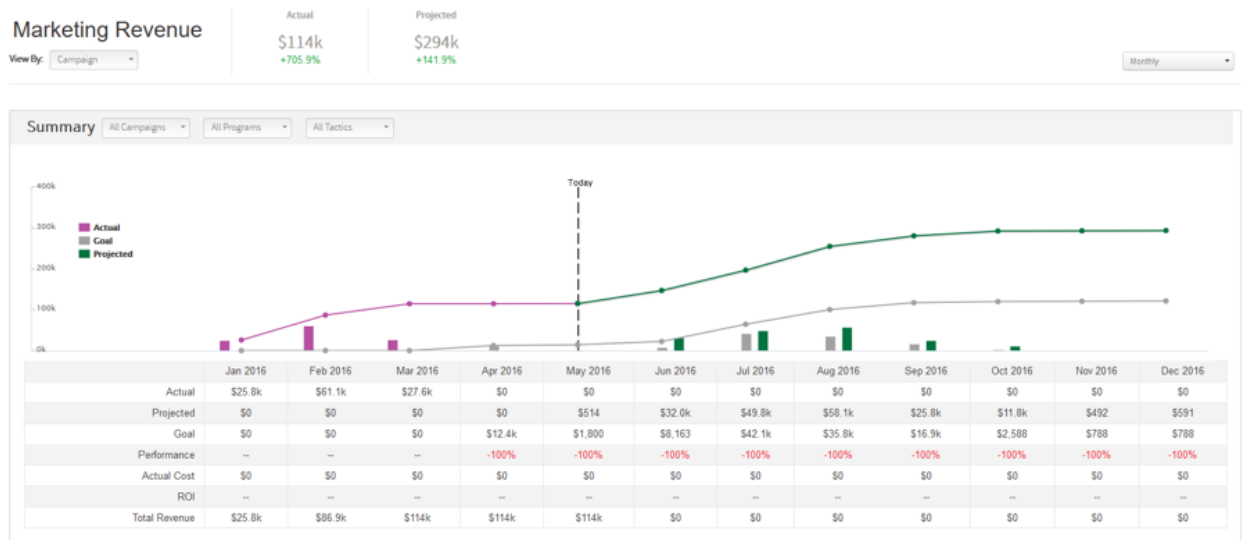 Marketing Revenue
View By: Campaign
Actual
$114k
+705.9%
Projected
$294k
+141.9%
Monthly
Summary All Campaigns All Programs All Tactics
Today
400k
300k
200k
100k
0k
Actual
Goal
Projected
Jan 2016 Feb 2016 Mar 2016 Apr 2016 May 2016 Jun 2016 Jul 2016 Aug 2016 Sep 2016 Oct 2016 Nov 2016 Dec 2016
Actual $25.8k $61.1k $27.6k $0 $0 $0 $0 $0 $0 $0 $0 $0
Projected $0 $0 $0 $0 $514 $32.0k $49.8k $58.1k $25.8k $11.8k $492 $591
Goal $0 $0 $0 $12.4k $1,800 $8,163 $42.1k $35.8k $16.9k $2,588 $788 $788
Performance -- -- -- -100% -100% -100% -100% -100% -100% -100% -100% -100%
Actual Cost $0 $0 $0 $0 $0 $0 $0 $0 $0 $0 $0 $0
ROI -- -- -- -- -- -- -- -- -- -- -- --
Total Revenue $25.8k $86.9k $114k $114k $114k $0 $0 $0 $0 $0 $0 $0